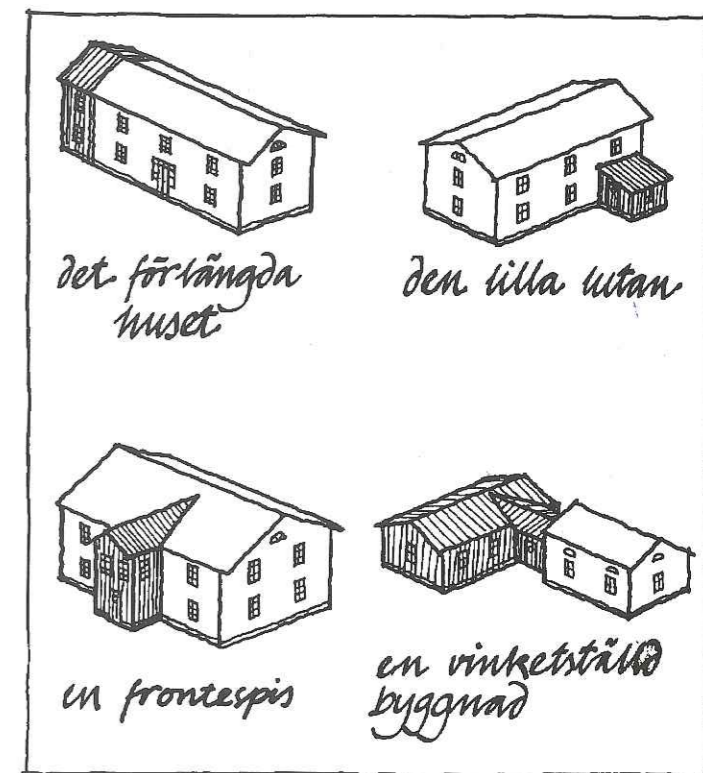 det förlängda
huset
den lilla utan
en frontespis
en vinkelställd
byggnad